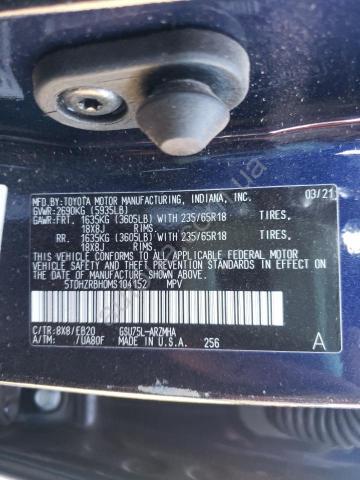 MFD.BY:TOYOTA MOTOR MANUFACTURING, INDIANA, INC. 03/21
GVWR:2690KG (5935LB)
GAWR:FRT. 1635KG (3605LB) WITH 235/65R18 TIRES,
18X8J RIMS,
RR. 1635KG (3605LB) WITH 235/65R18 TIRES,
18X8J RIMS,
THIS VEHICLE CONFORMS TO ALL APPLICABLE FEDERAL MOTOR
VEHICLE SAFETY, BUMPER, AND THEFT PREVENTION STANDARDS IN EFFECT
ON THE DATE OF MANUFACTURE SHOWN ABOVE.
5TDHZRBH0MS104152 MPV
C/TR:8X8/EB20 GSU75L-ARZMHA
A/TM: /UA80F MADE IN U.S.A. 256 A